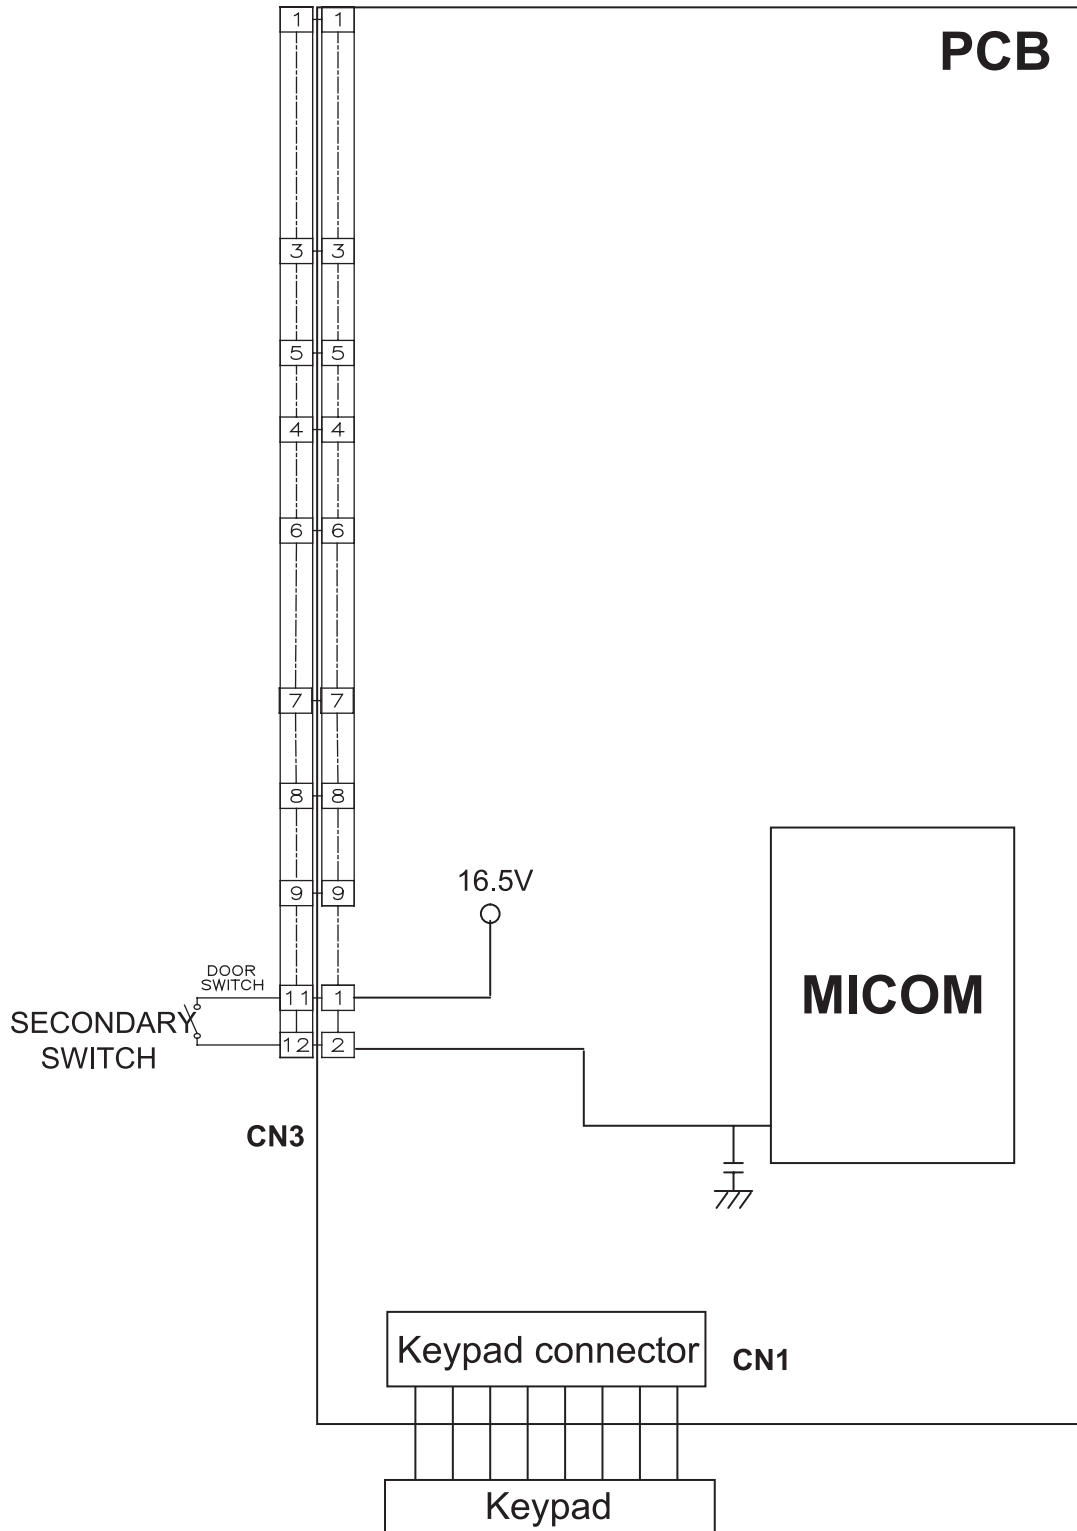 1 1
PCB
3 3
5 5
4 4
6 6
7 7
8 8
9 9
16.5V
DOOR
SWITCH
11 1
SECONDARY
SWITCH
12 2
MICOM
CN3
Keypad connector
CN1
Keypad